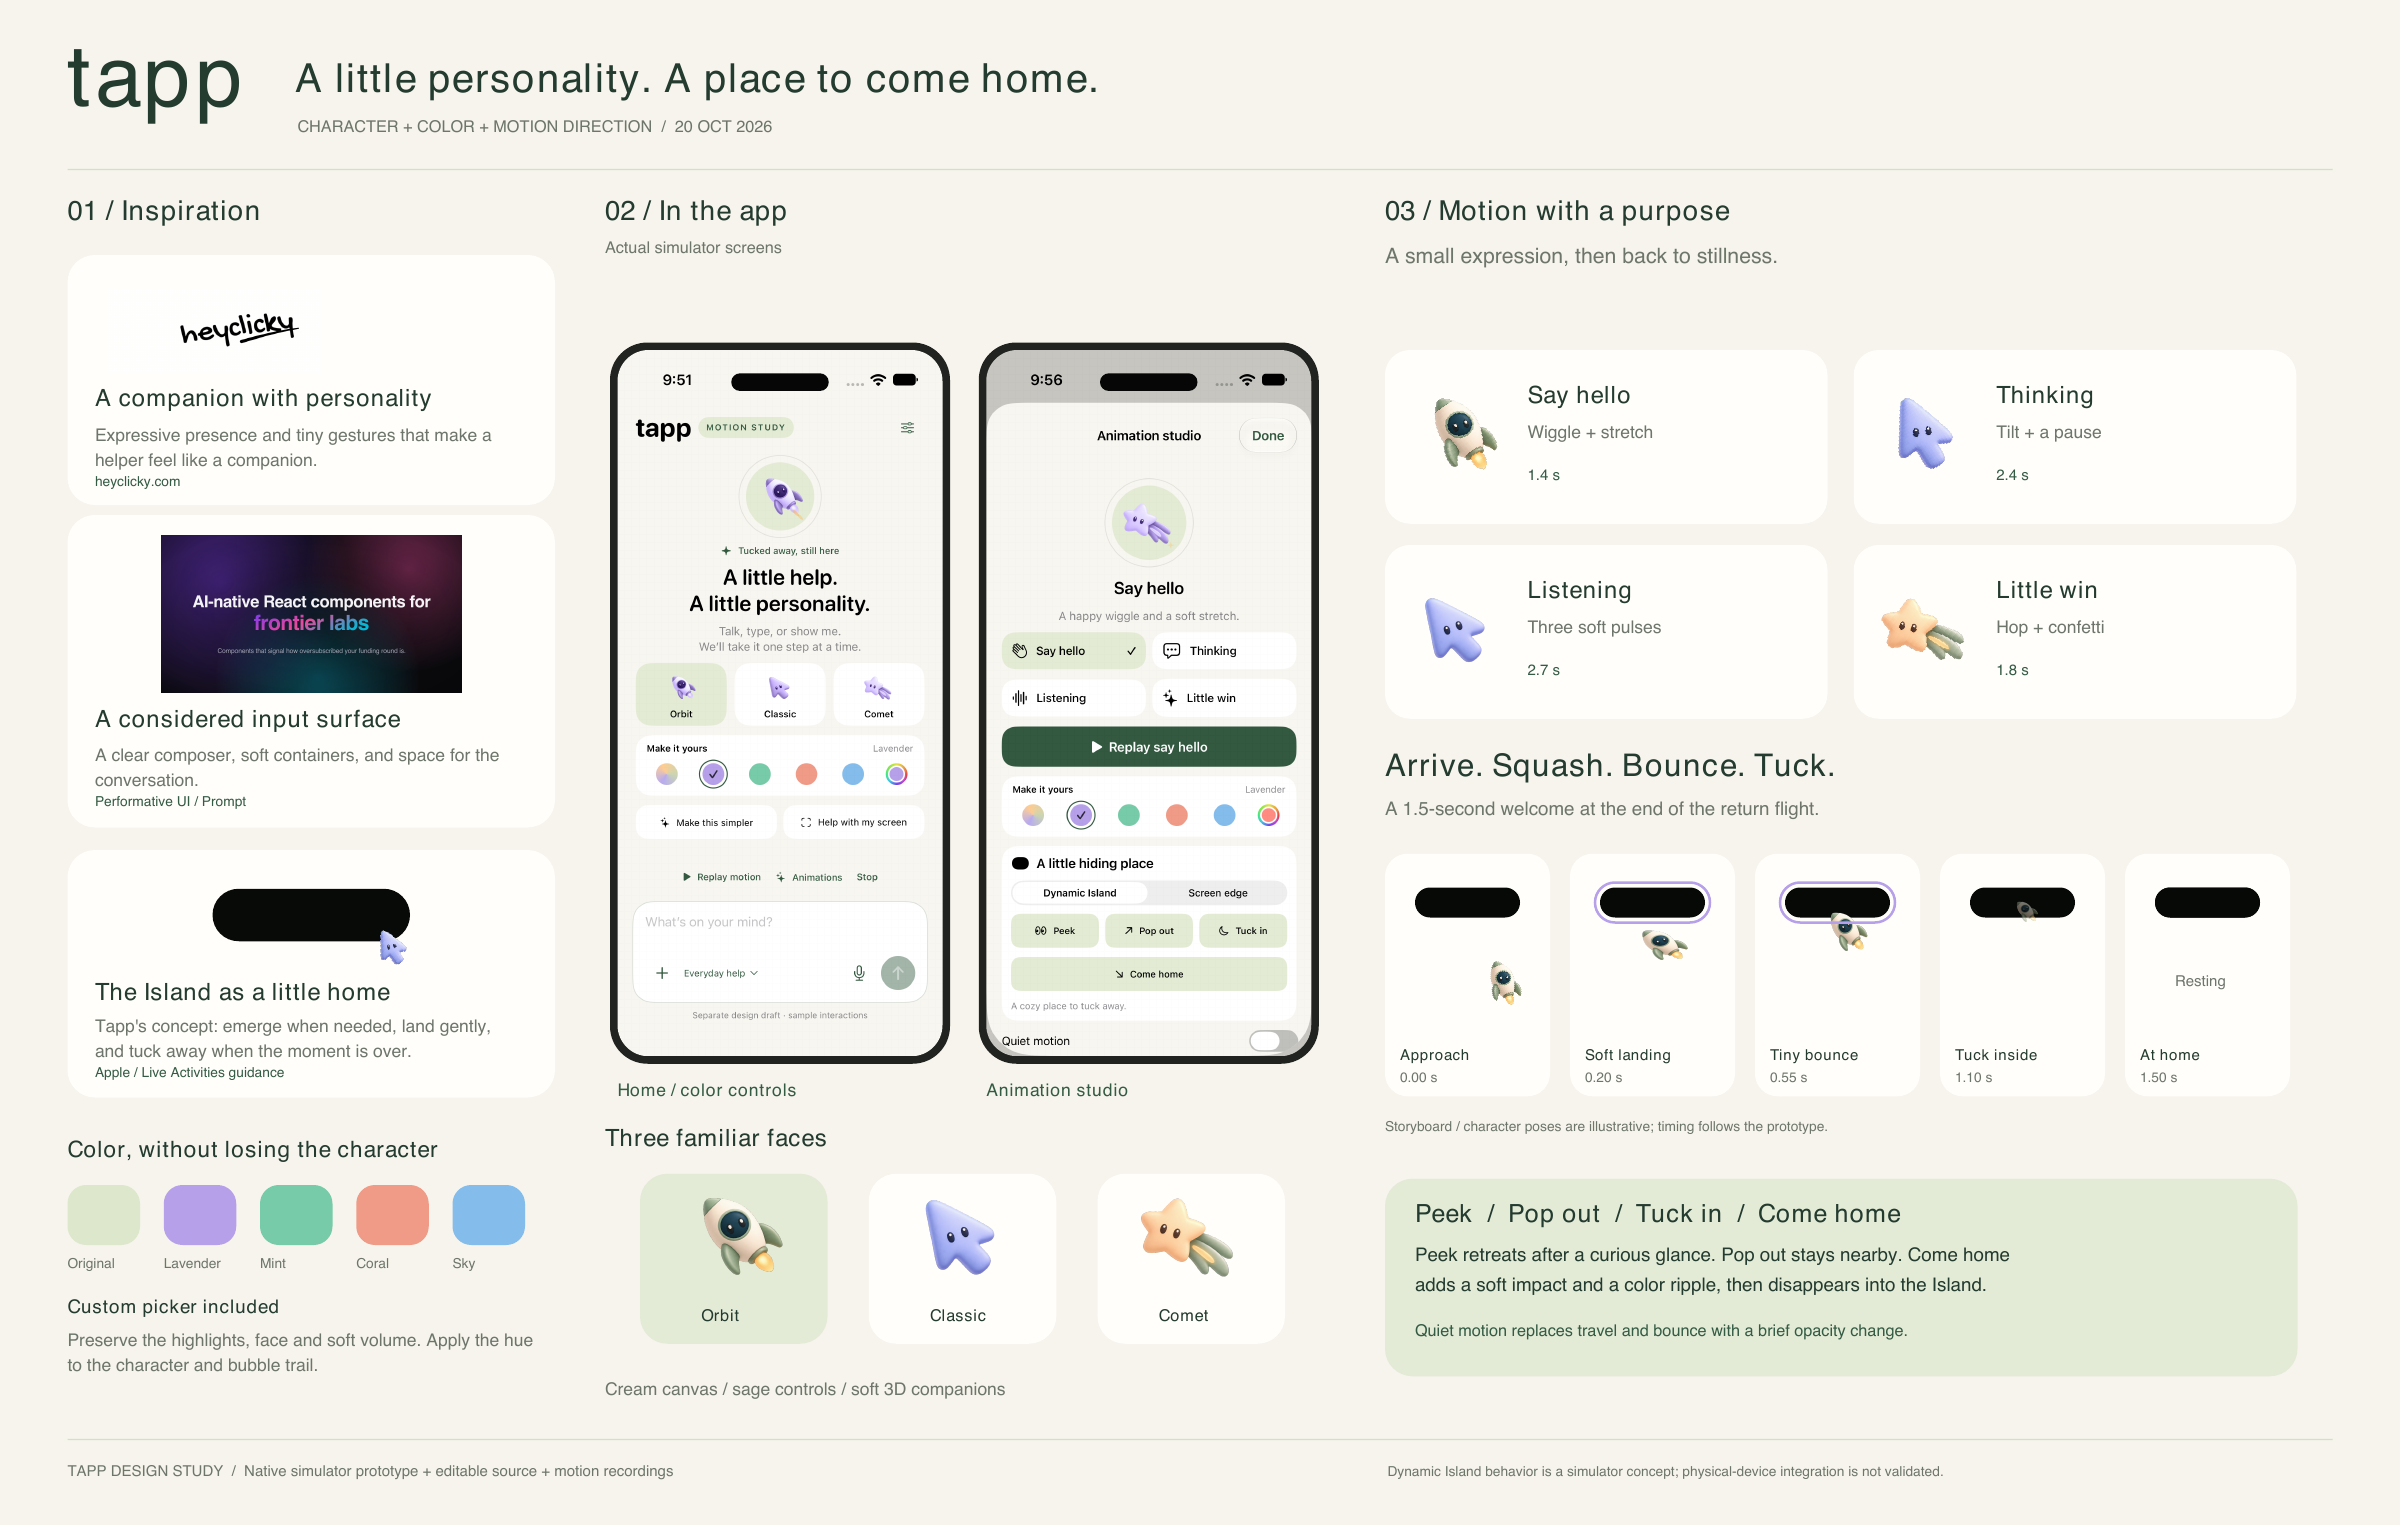 tapp
A little personality. A place to come home.
CHARACTER + COLOR + MOTION DIRECTION / 20 OCT 2026
01 / Inspiration
heyclicky
A companion with personality
Expressive presence and tiny gestures that make a
helper feel like a companion.
heyclicky.com
AI-native React components for
frontier labs
Components that signal how oversubscribed your funding round is.
A considered input surface
A clear composer, soft containers, and space for the
conversation.
Performative UI / Prompt
The Island as a little home
Tapp's concept: emerge when needed, land gently,
and tuck away when the moment is over.
Apple / Live Activities guidance
Color, without losing the character
Original Lavender Mint Coral Sky
Custom picker included
Preserve the highlights, face and soft volume. Apply the hue
to the character and bubble trail.
02 / In the app
Actual simulator screens
9:51
tapp MOTION STUDY
Tucked away, still here
A little help.
A little personality.
Talk, type, or show me.
We'll take it one step at a time.
Orbit Classic Comet
Make it yours Lavender
Make this simpler Help with my screen
Replay motion Animations Stop
What's on your mind?
Everyday help
Separate design draft · sample interactions
Home / color controls
9:56
Animation studio Done
Say hello
A happy wiggle and a soft stretch.
Say hello Thinking
Listening Little win
Replay say hello
Make it yours Lavender
A little hiding place
Dynamic Island Screen edge
Peek Pop out Tuck in
Come home
A cozy place to tuck away.
Quiet motion
Animation studio
Three familiar faces
Orbit Classic Comet
Cream canvas / sage controls / soft 3D companions
03 / Motion with a purpose
A small expression, then back to stillness.
Say hello
Wiggle + stretch
1.4 s
Thinking
Tilt + a pause
2.4 s
Listening
Three soft pulses
2.7 s
Little win
Hop + confetti
1.8 s
Arrive. Squash. Bounce. Tuck.
A 1.5-second welcome at the end of the return flight.
Approach
0.00 s
Soft landing
0.20 s
Tiny bounce
0.55 s
Tuck inside
1.10 s
Resting
At home
1.50 s
Storyboard / character poses are illustrative; timing follows the prototype.
Peek / Pop out / Tuck in / Come home
Peek retreats after a curious glance. Pop out stays nearby. Come home
adds a soft impact and a color ripple, then disappears into the Island.
Quiet motion replaces travel and bounce with a brief opacity change.
TAPP DESIGN STUDY / Native simulator prototype + editable source + motion recordings
Dynamic Island behavior is a simulator concept; physical-device integration is not validated.